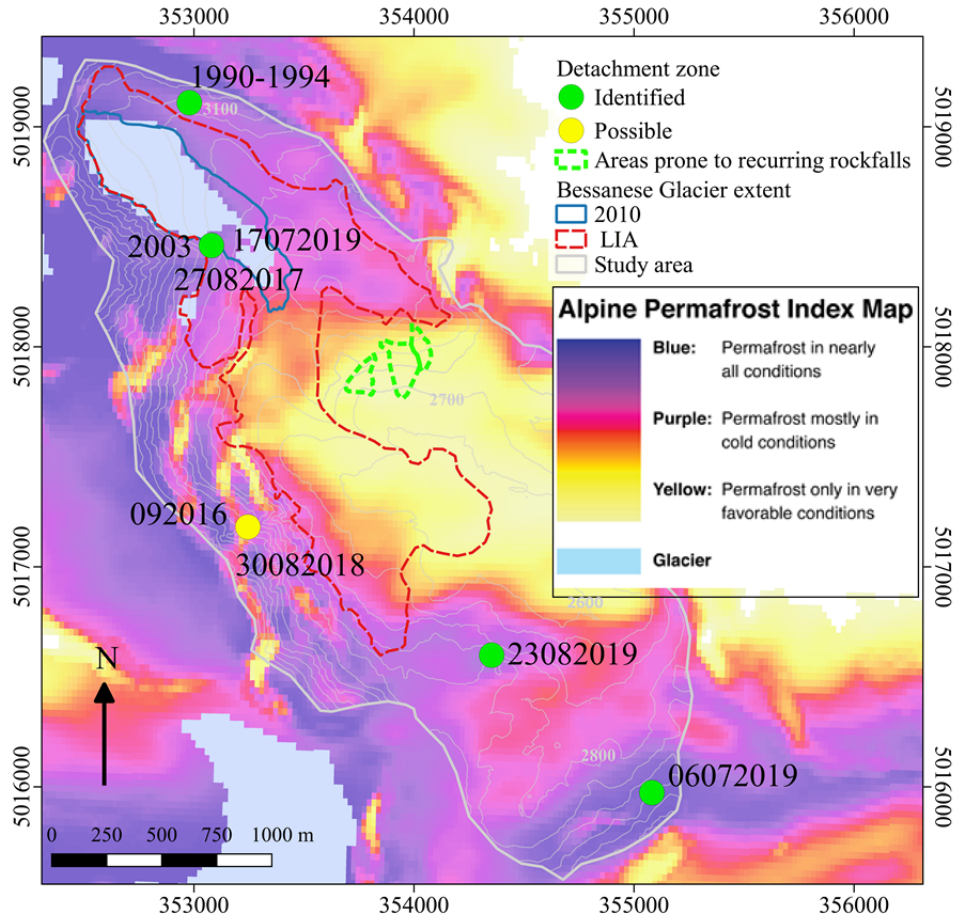 353000 354000 355000 356000
5019000
5018000
5017000
5016000
1990-1994
3100
2003
17072019
27082017
2700
092016
30082018
2600
23082019
2800
06072019
N
0 250 500 750 1000 m
Detachment zone
Identified
Possible
Areas prone to recurring rockfalls
Bessanese Glacier extent
2010
LIA
Study area
Alpine Permafrost Index Map
Blue: Permafrost in nearly
all conditions
Purple: Permafrost mostly in
cold conditions
Yellow: Permafrost only in very
favorable conditions
Glacier
5019000
5018000
5017000
5016000
353000 354000 355000 356000